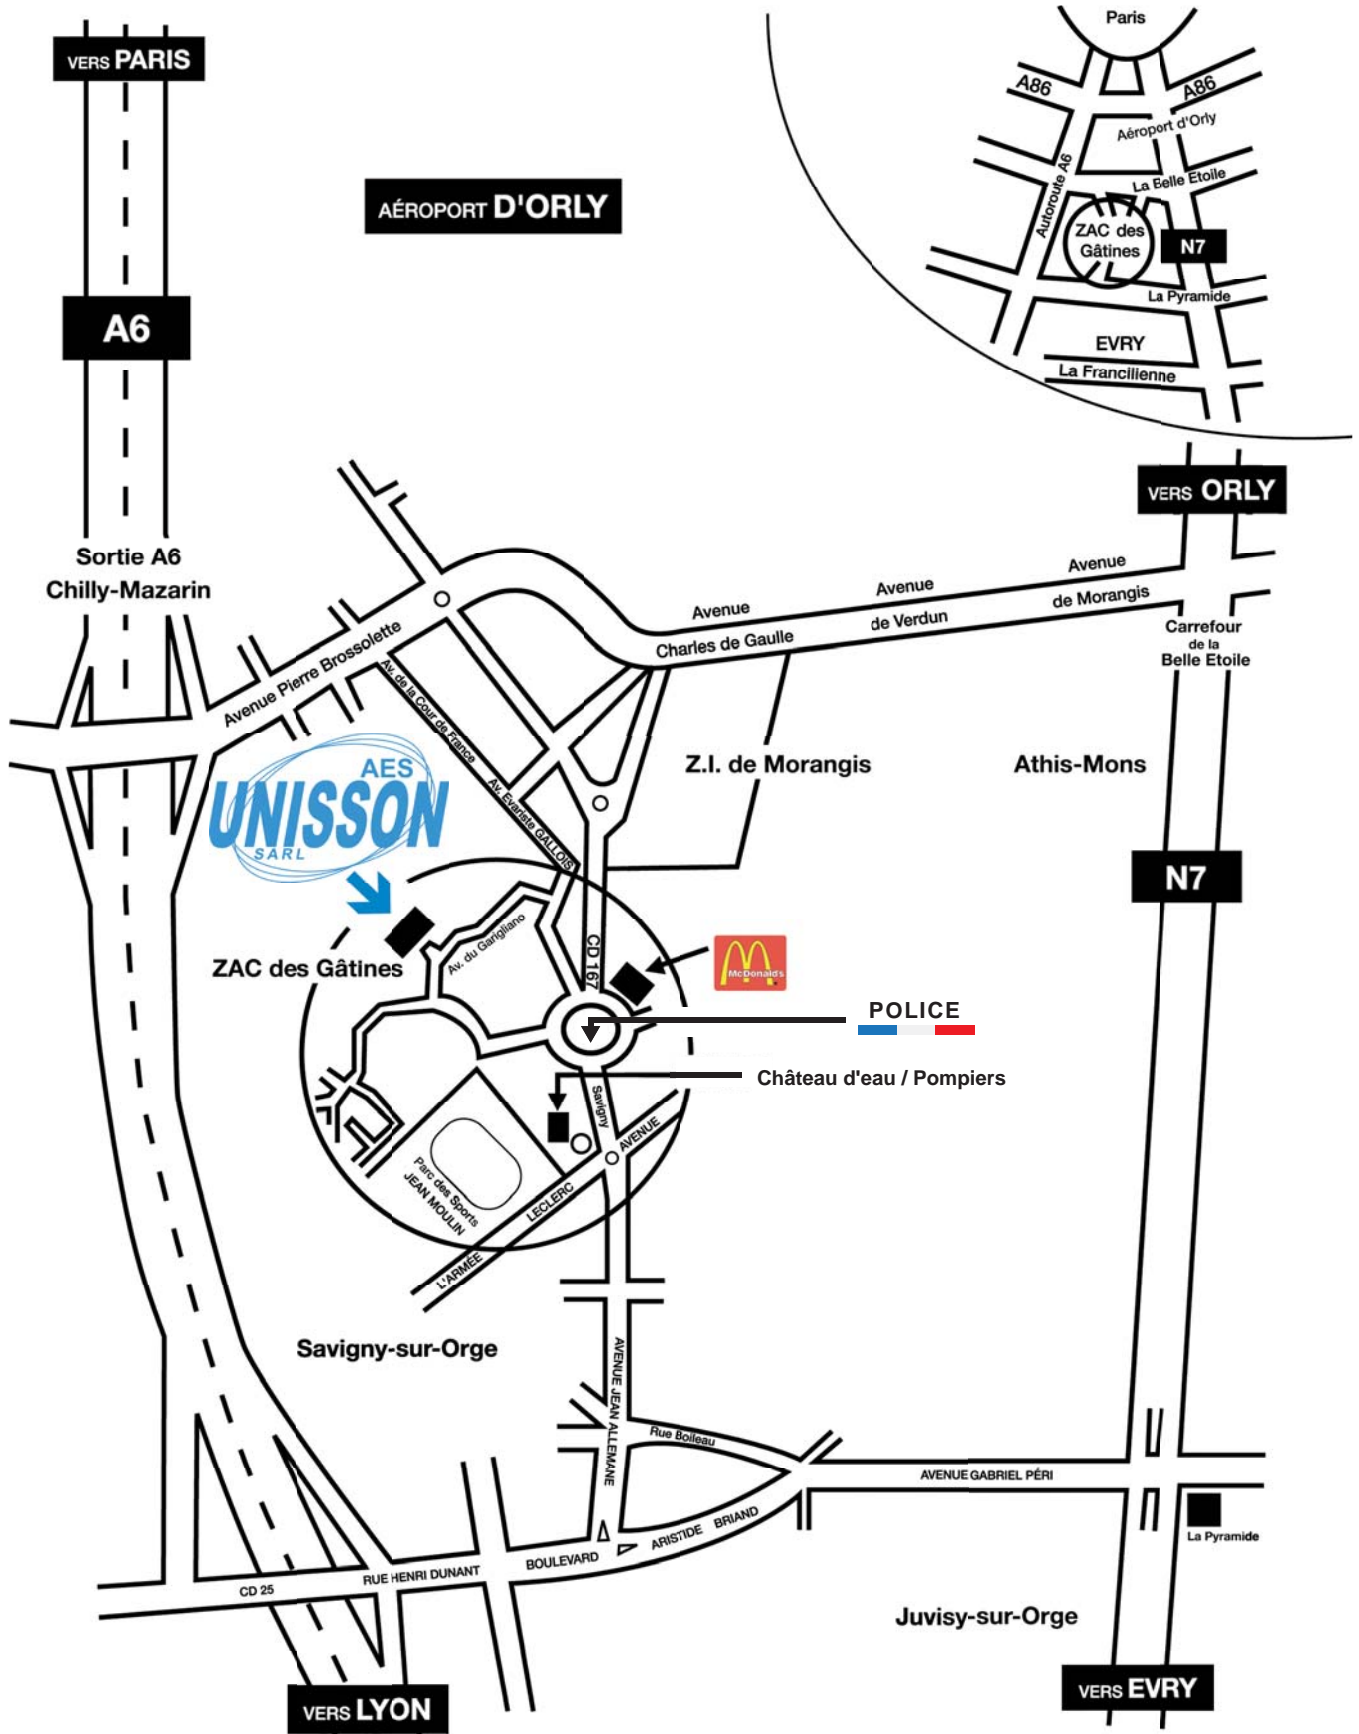 Paris
A86
A86
Aéroport d'Orly
Autoroute A6
La Belle Etoile
ZAC des
Gâtines
N7
La Pyramide
EVRY
La Francilienne
VERS PARIS
AÉROPORT D'ORLY
A6
VERS ORLY
Sortie A6
Chilly-Mazarin
Avenue
Charles de Gaulle
Avenue
de Verdun
Avenue
de Morangis
Carrefour
de la
Belle Etoile
Avenue Pierre Brossolette
Av. de la Cour de France
Av. Evariste GALLOIS
Z.I. de Morangis
Athis-Mons
AES
UNISSON
SARL
N7
ZAC des Gâtines
Av. du Garigliano
CD 167
McDonald's
POLICE
Château d'eau / Pompiers
Savigny
AVENUE
LECLERC
L'ARMÉE
Parc des Sports
JEAN MOULIN
Savigny-sur-Orge
AVENUE JEAN ALLEMANE
Rue Boileau
AVENUE GABRIEL PÉRI
La Pyramide
CD 25
RUE HENRI DUNANT
BOULEVARD
ARISTIDE BRIAND
Juvisy-sur-Orge
VERS LYON
VERS EVRY